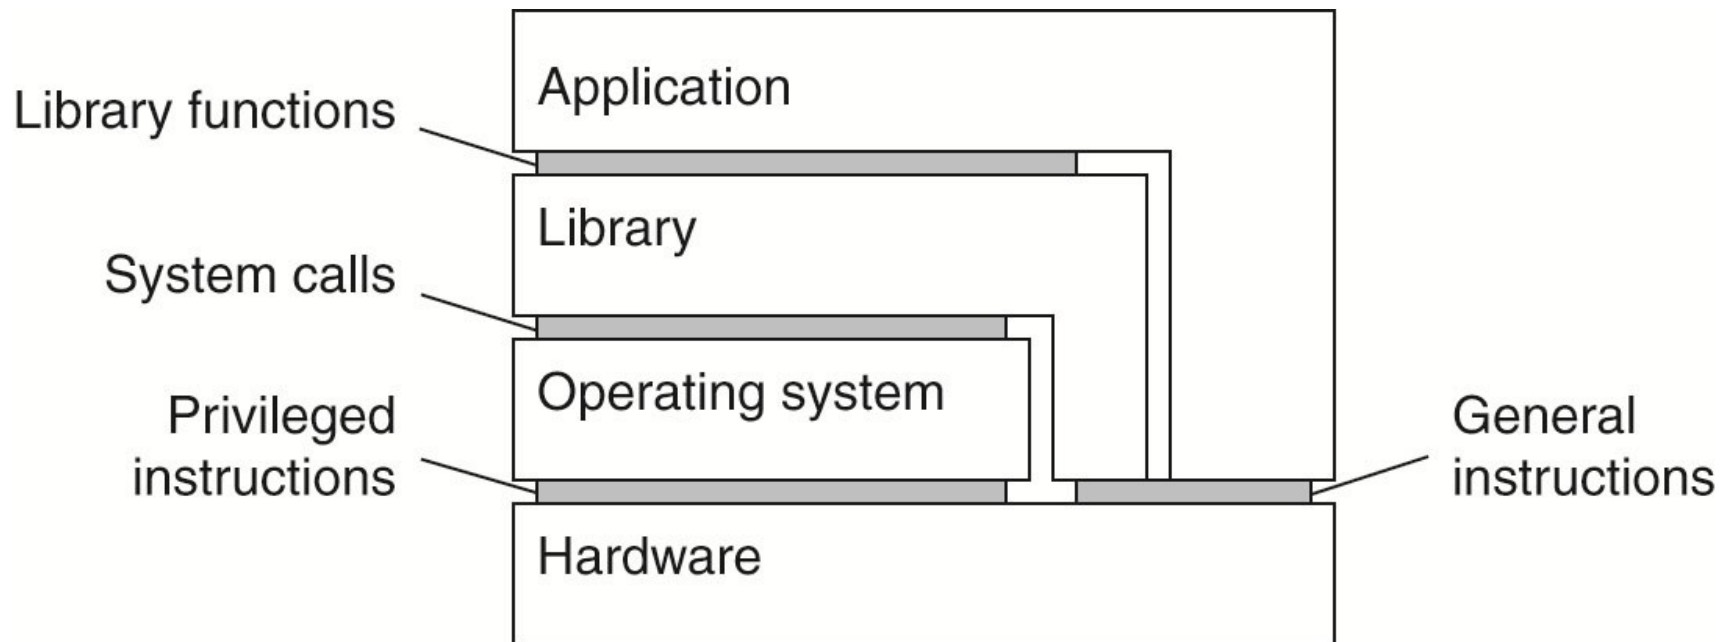 Application
Library functions
Library
System calls
Operating system
Privileged
instructions
General
instructions
Hardware